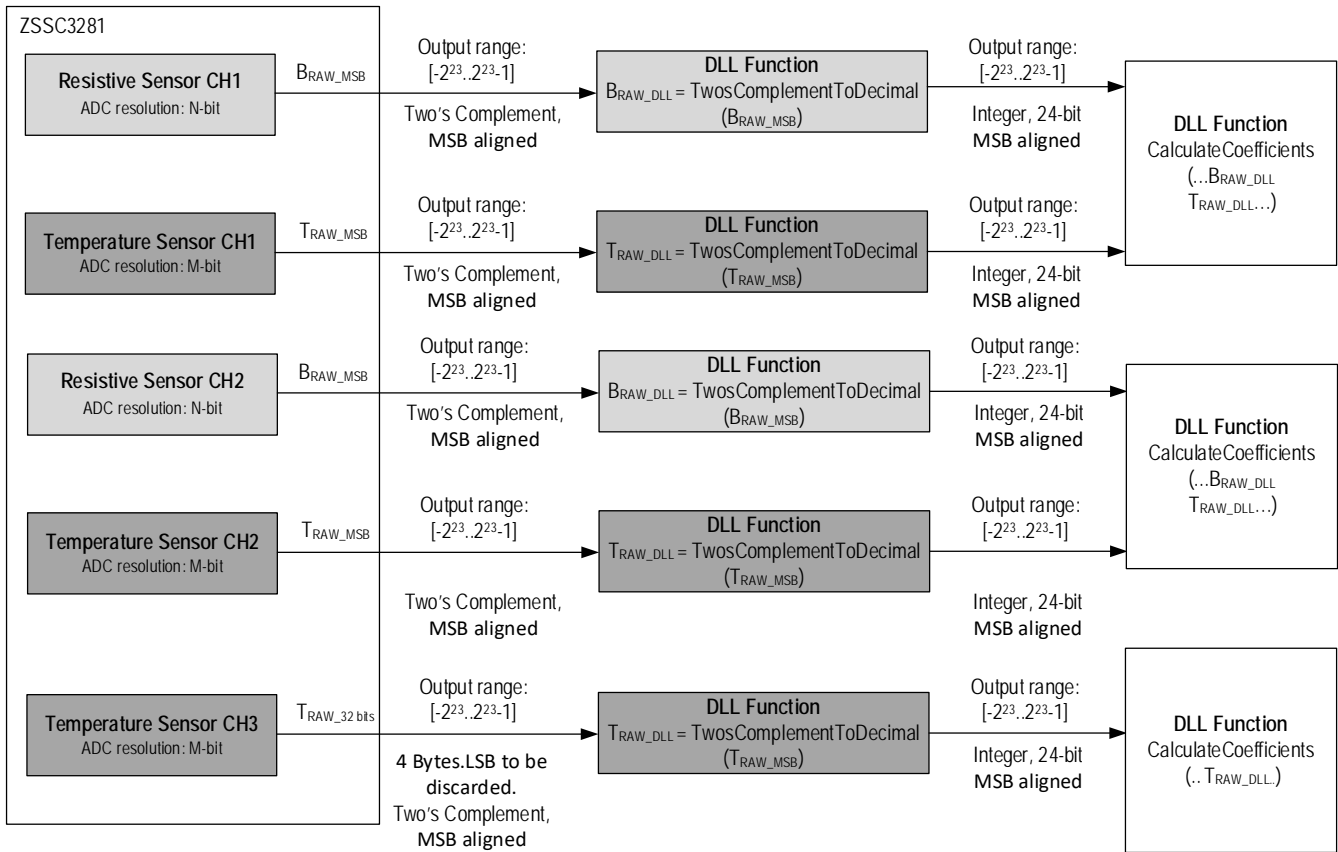 ZSSC3281
Resistive Sensor CH1
ADC resolution: N-bit
BRAW_MSB
Output range:
[-2²³..2²³-1]
Two's Complement,
MSB aligned
DLL Function
BRAW_DLL = TwosComplementToDecimal
(BRAW_MSB)
Output range:
[-2²³..2²³-1]
Integer, 24-bit
MSB aligned
Temperature Sensor CH1
ADC resolution: M-bit
TRAW_MSB
Output range:
[-2²³..2²³-1]
Two's Complement,
MSB aligned
DLL Function
TRAW_DLL = TwosComplementToDecimal
(TRAW_MSB)
Output range:
[-2²³..2²³-1]
Integer, 24-bit
MSB aligned
DLL Function
CalculateCoefficients
(...BRAW_DLL
TRAW_DLL...)
Resistive Sensor CH2
ADC resolution: N-bit
BRAW_MSB
Output range:
[-2²³..2²³-1]
Two's Complement,
MSB aligned
DLL Function
BRAW_DLL = TwosComplementToDecimal
(BRAW_MSB)
Output range:
[-2²³..2²³-1]
Integer, 24-bit
MSB aligned
Temperature Sensor CH2
ADC resolution: M-bit
TRAW_MSB
Output range:
[-2²³..2²³-1]
Two's Complement,
MSB aligned
DLL Function
TRAW_DLL = TwosComplementToDecimal
(TRAW_MSB)
Output range:
[-2²³..2²³-1]
Integer, 24-bit
MSB aligned
DLL Function
CalculateCoefficients
(...BRAW_DLL
TRAW_DLL...)
Temperature Sensor CH3
ADC resolution: M-bit
TRAW_32 bits
Output range:
[-2²³..2²³-1]
4 Bytes.LSB to be
discarded.
Two's Complement,
MSB aligned
DLL Function
TRAW_DLL = TwosComplementToDecimal
(TRAW_MSB)
Output range:
[-2²³..2²³-1]
Integer, 24-bit
MSB aligned
DLL Function
CalculateCoefficients
(.. TRAW_DLL..)